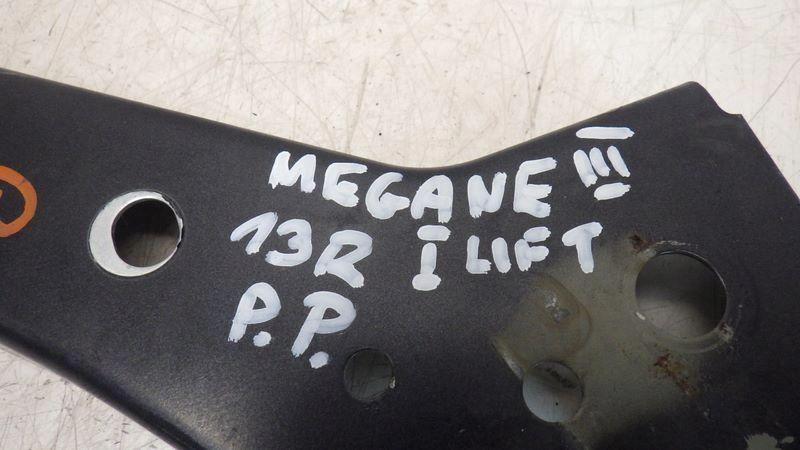 MEGANE III
13R I LIFT
P.P.